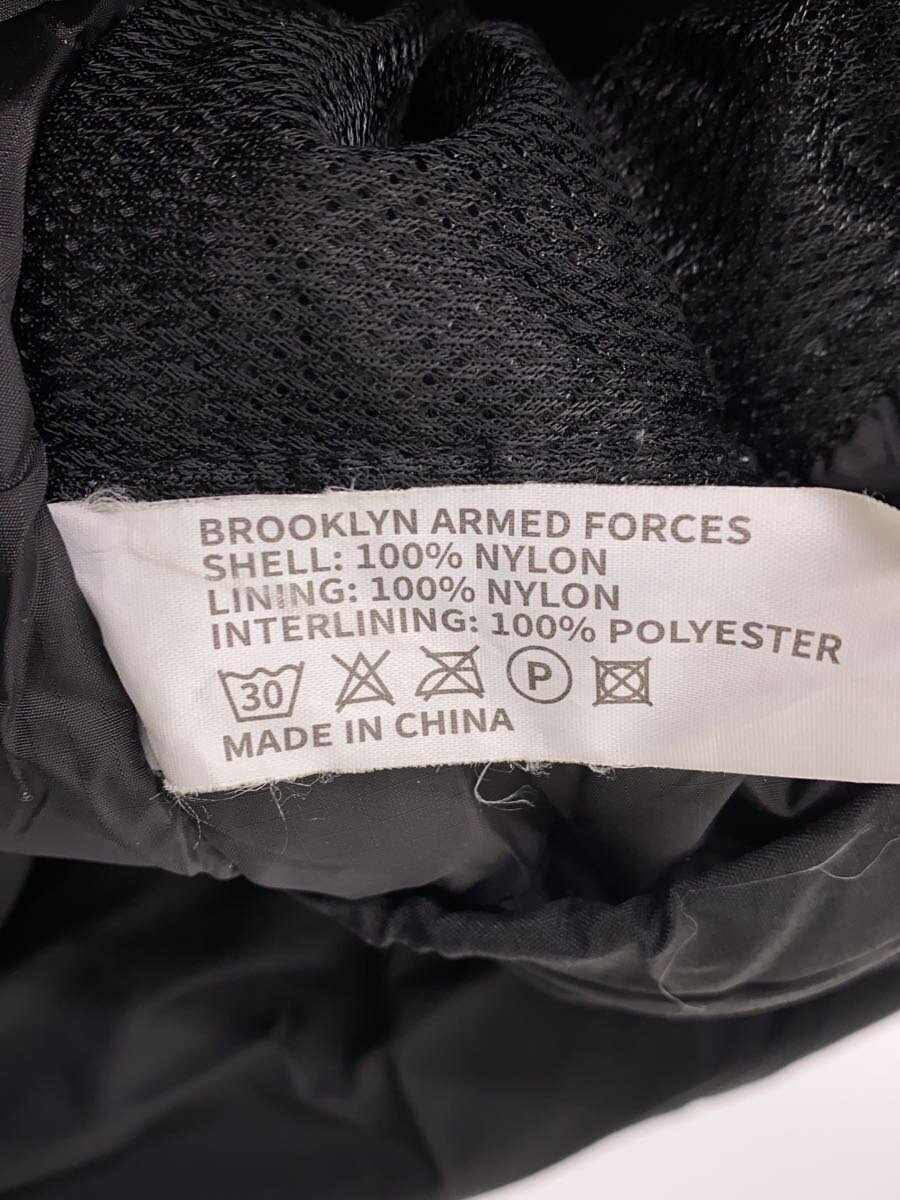 BROOKLYN ARMED FORCES
SHELL: 100% NYLON
LINING: 100% NYLON
INTERLINING: 100% POLYESTER
30 P
MADE IN CHINA